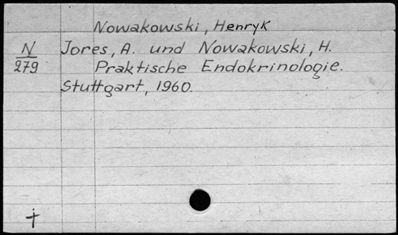 Nowakowski, Henryk
N
279
Jores, A. und Nowakowski, H.
Praktische Endokrinologie.
Stuttgart, 1960.
†